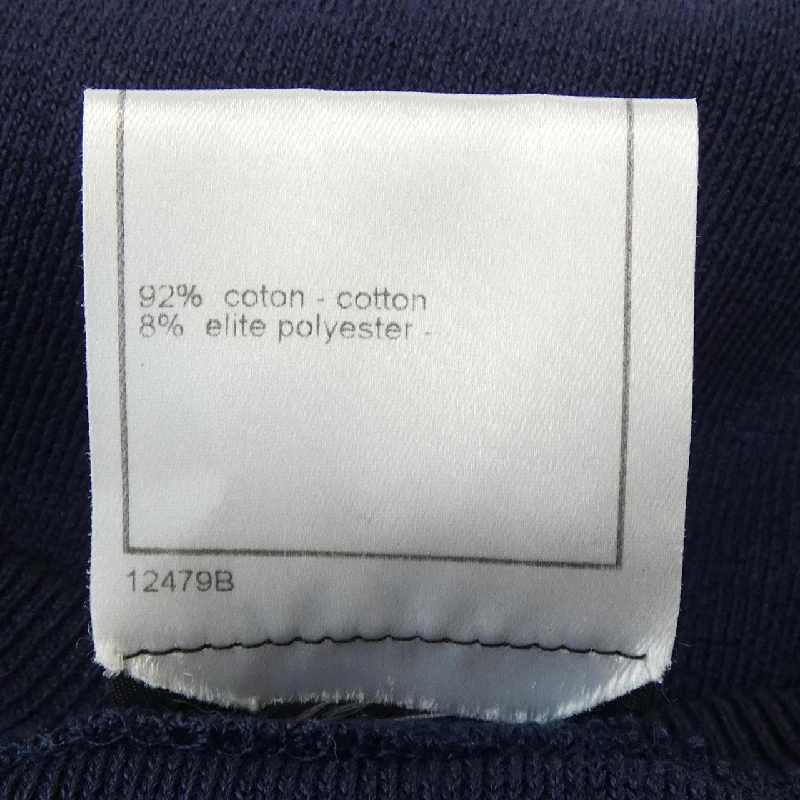 92% coton - cotton
8% elite polyester -
12479B